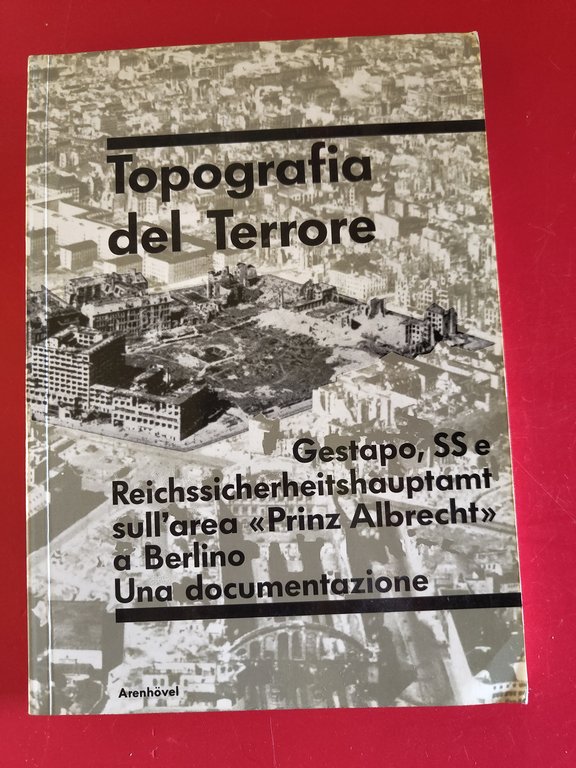 Topografia
del Terrore
Gestapo, SS e
Reichssicherheitshauptamt
sull'area «Prinz Albrecht»
a Berlino
Una documentazione
Arenhövel